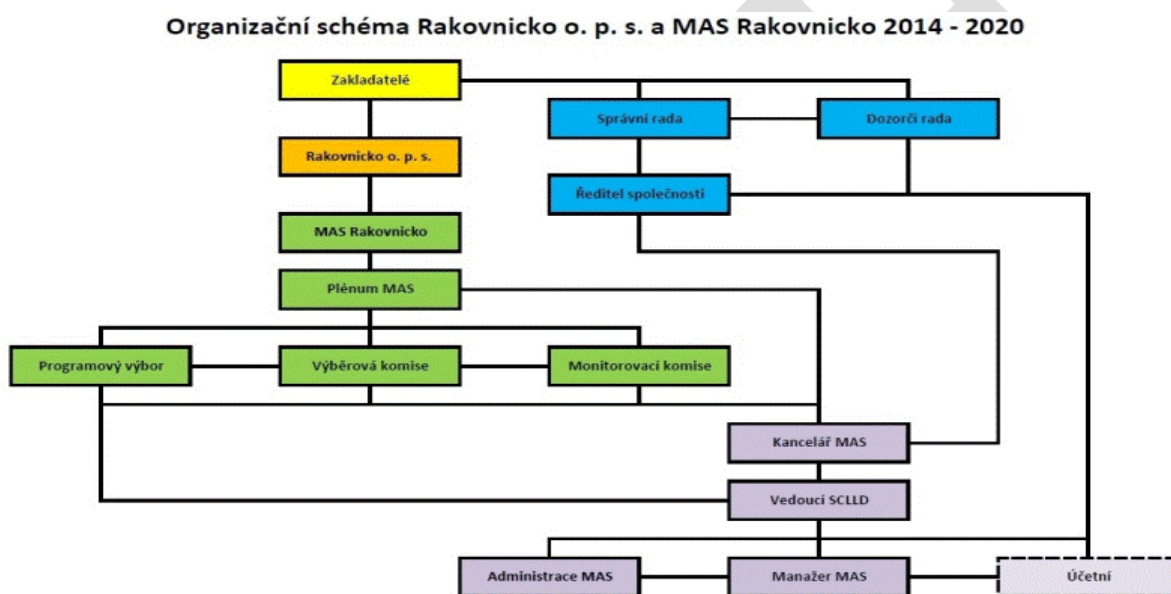 Organizační schéma Rakovnicko o. p. s. a MAS Rakovnicko 2014 - 2020
Zakladatelé
Správní rada
Dozorčí rada
Rakovnicko o. p. s.
Ředitel společnosti
MAS Rakovnicko
Plénum MAS
Programový výbor
Výběrová komise
Monitorovací komise
Kancelář MAS
Vedoucí SCLLD
Administrace MAS
Manažer MAS
Účetní